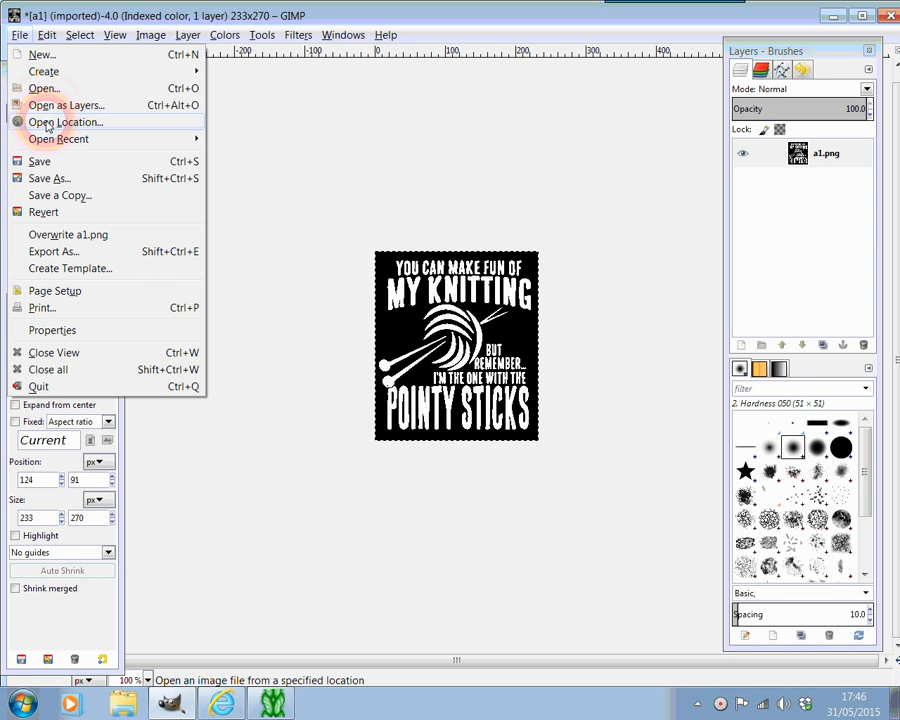 *[a1] (imported)-4.0 (Indexed color, 1 layer) 233x270 – GIMP
File Edit Select View Image Layer Colors Tools Filters Windows Help
New... Ctrl+N
Create
Open... Ctrl+O
Open as Layers... Ctrl+Alt+O
Open Location...
Open Recent
Save Ctrl+S
Save As... Shift+Ctrl+S
Save a Copy...
Revert
Overwrite a1.png
Export As... Shift+Ctrl+E
Create Template...
Page Setup
Print... Ctrl+P
Properties
Close View Ctrl+W
Close all Shift+Ctrl+W
Quit Ctrl+Q
Expand from center
Fixed: Aspect ratio
Current
Position: px
124 91
Size: px
233 270
Highlight
No guides
Auto Shrink
Shrink merged
-200 -100 0 100 200 300 400
YOU CAN MAKE FUN OF
MY KNITTING
BUT
REMEMBER...
I'M THE ONE WITH THE
POINTY STICKS
Layers - Brushes
Mode: Normal
Opacity 100.0
Lock:
a1.png
filter
2. Hardness 050 (51 × 51)
Basic,
Spacing 10.0
px 100 % Open an image file from a specified location
17:46
31/05/2015